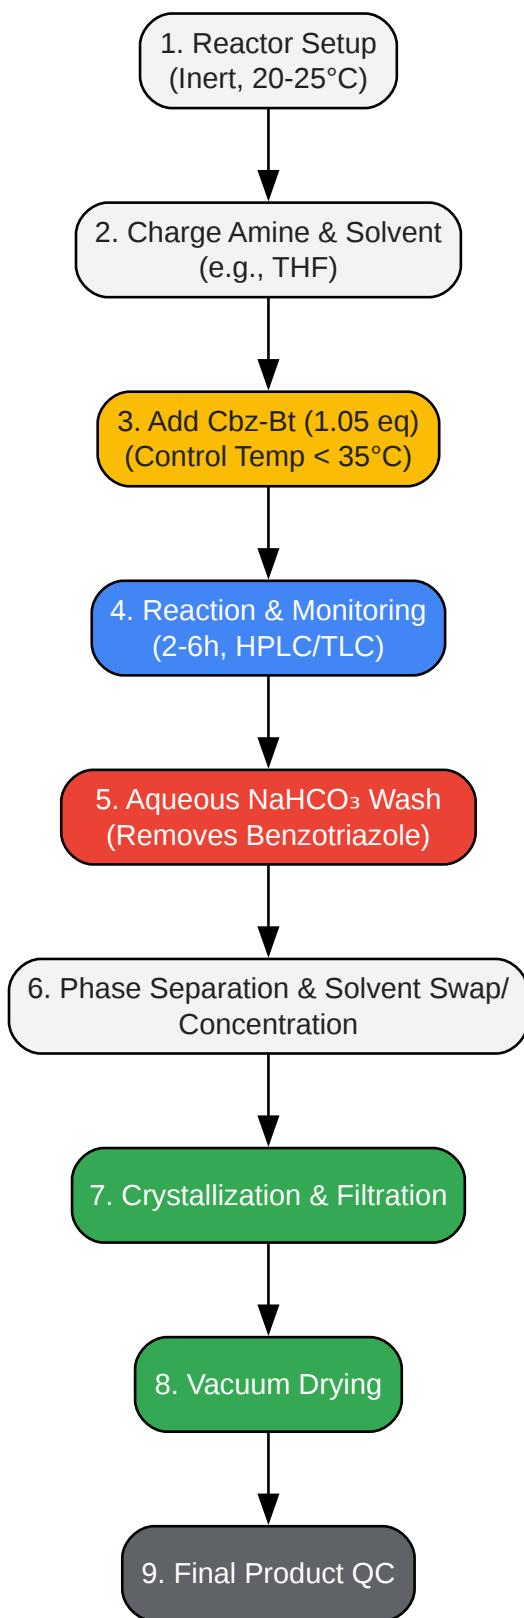 1. Reactor Setup
(Inert, 20-25°C)
2. Charge Amine & Solvent
(e.g., THF)
3. Add Cbz-Bt (1.05 eq)
(Control Temp < 35°C)
4. Reaction & Monitoring
(2-6h, HPLC/TLC)
5. Aqueous NaHCO₃ Wash
(Removes Benzotriazole)
6. Phase Separation & Solvent Swap/
Concentration
7. Crystallization & Filtration
8. Vacuum Drying
9. Final Product QC